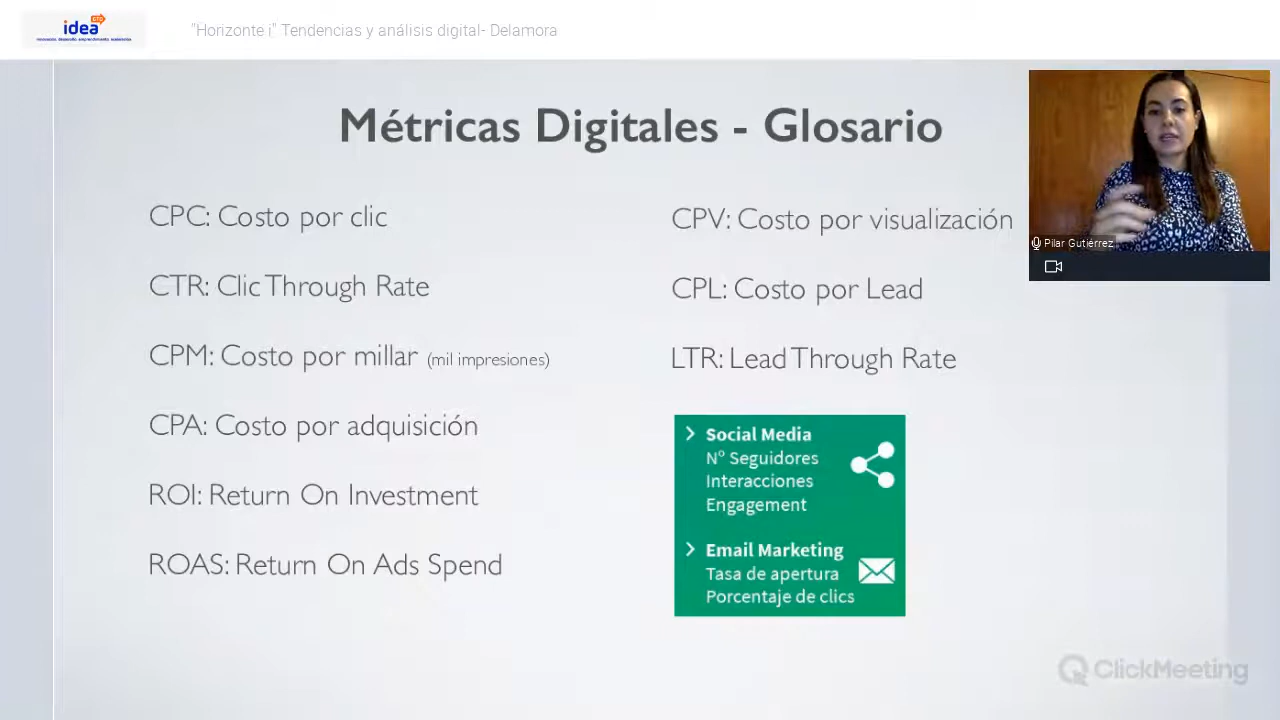 idea
GTO
"Horizonte i" Tendencias y análisis digital- Delamora
Métricas Digitales - Glosario
CPC: Costo por clic
CTR: Clic Through Rate
CPM: Costo por millar (mil impresiones)
CPA: Costo por adquisición
ROI: Return On Investment
ROAS: Return On Ads Spend
CPV: Costo por visualización
CPL: Costo por Lead
LTR: Lead Through Rate
Social Media
Nº Seguidores
Interacciones
Engagement
Email Marketing
Tasa de apertura
Porcentaje de clics
Pilar Gutiérrez
ClickMeeting